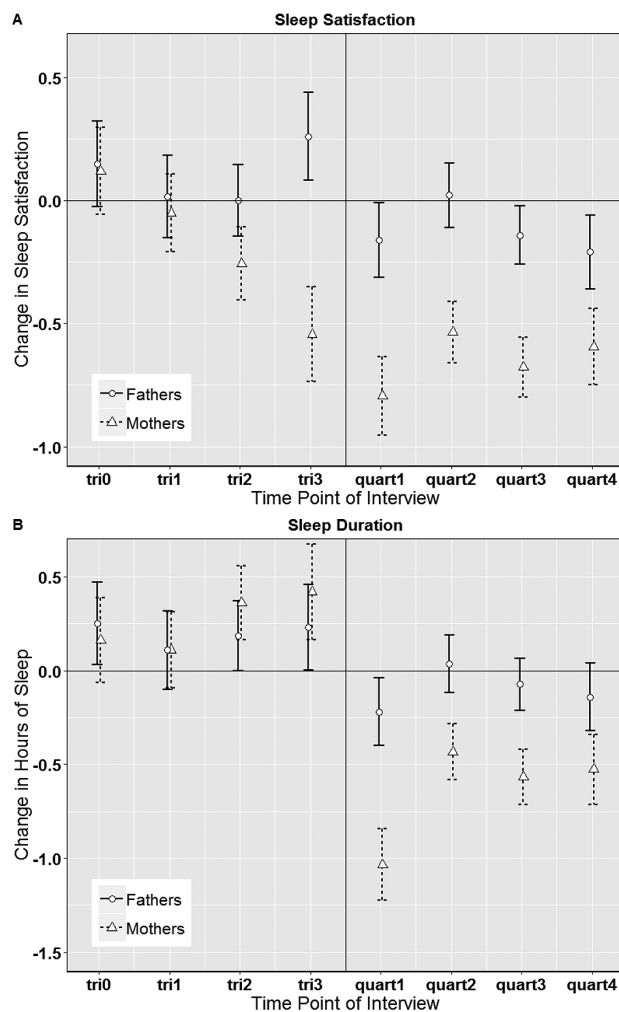 A
Sleep Satisfaction
Change in Sleep Satisfaction
0.5
0.0
-0.5
-1.0
Fathers
Mothers
tri0 tri1 tri2 tri3 quart1 quart2 quart3 quart4
Time Point of Interview
B
Sleep Duration
Change in Hours of Sleep
0.5
0.0
-0.5
-1.0
-1.5
Fathers
Mothers
tri0 tri1 tri2 tri3 quart1 quart2 quart3 quart4
Time Point of Interview